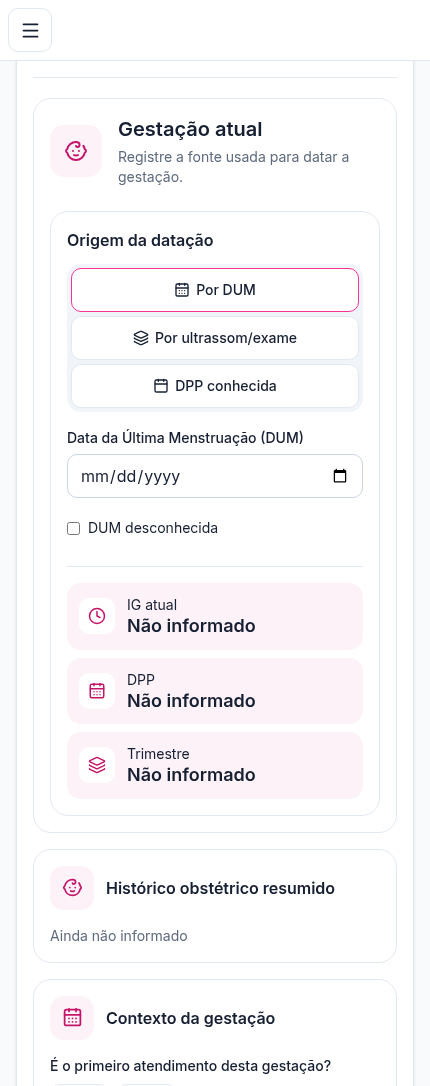 Gestação atual
Registre a fonte usada para datar a
gestação.
Origem da datação
Por DUM
Por ultrassom/exame
DPP conhecida
Data da Última Menstruação (DUM)
mm/dd/yyyy
DUM desconhecida
IG atual
Não informado
DPP
Não informado
Trimestre
Não informado
Histórico obstétrico resumido
Ainda não informado
Contexto da gestação
É o primeiro atendimento desta gestação?